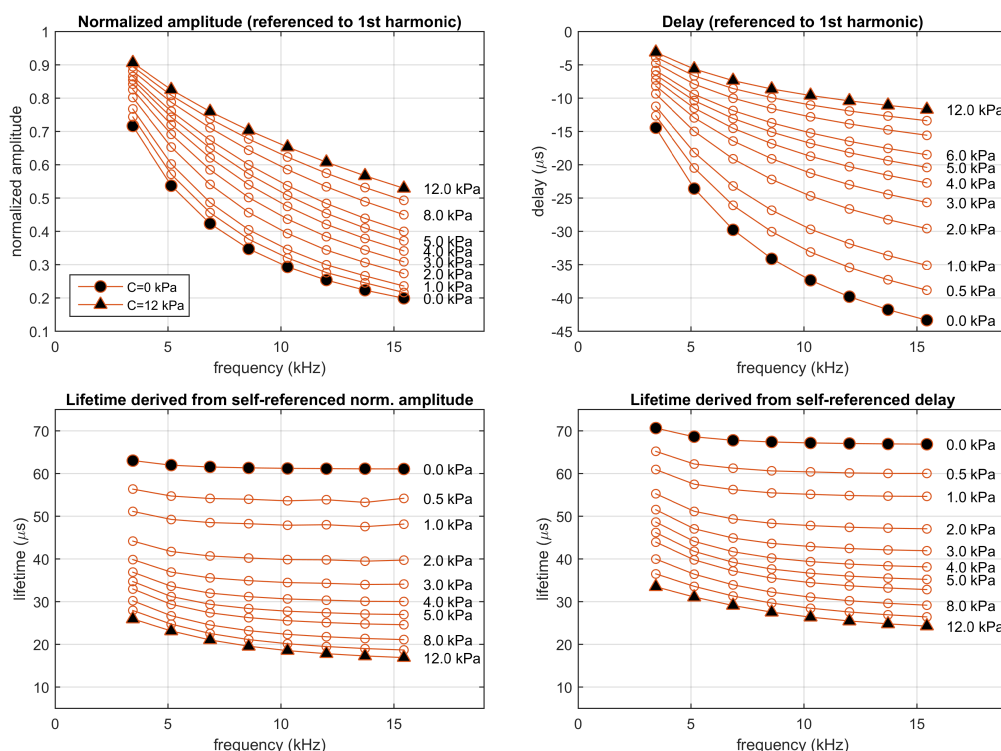 Normalized amplitude (referenced to 1st harmonic)
1
0.9
0.8
0.7
0.6
0.5
0.4
0.3
0.2
0.1
normalized amplitude
12.0 kPa
8.0 kPa
5.0 kPa
4.0 kPa
3.0 kPa
2.0 kPa
1.0 kPa
0.0 kPa
C=0 kPa
C=12 kPa
0 5 10 15
frequency (kHz)
Delay (referenced to 1st harmonic)
0
-5
-10
-15
-20
-25
-30
-35
-40
-45
delay (μs)
12.0 kPa
6.0 kPa
5.0 kPa
4.0 kPa
3.0 kPa
2.0 kPa
1.0 kPa
0.5 kPa
0.0 kPa
0 5 10 15
frequency (kHz)
Lifetime derived from self-referenced norm. amplitude
70
60
50
40
30
20
10
lifetime (μs)
0.0 kPa
0.5 kPa
1.0 kPa
2.0 kPa
3.0 kPa
4.0 kPa
5.0 kPa
8.0 kPa
12.0 kPa
0 5 10 15
frequency (kHz)
Lifetime derived from self-referenced delay
70
60
50
40
30
20
10
lifetime (μs)
0.0 kPa
0.5 kPa
1.0 kPa
2.0 kPa
3.0 kPa
4.0 kPa
5.0 kPa
8.0 kPa
12.0 kPa
0 5 10 15
frequency (kHz)